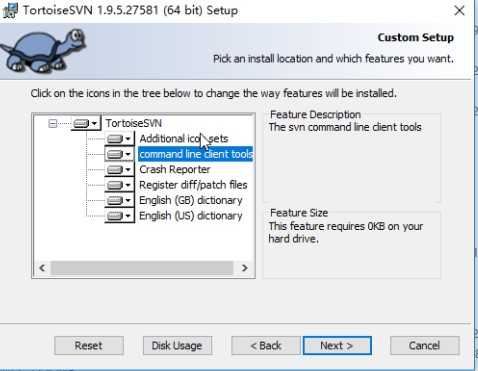 TortoiseSVN 1.9.5.27581 (64 bit) Setup
Custom Setup
Pick an install location and which features you want.
Click on the icons in the tree below to change the way features will be installed.
TortoiseSVN
Additional icon sets
command line client tools
Crash Reporter
Register diff/patch files
English (GB) dictionary
English (US) dictionary
Feature Description
The svn command line client tools
Feature Size
This feature requires 0KB on your
hard drive.
Reset
Disk Usage
< Back
Next >
Cancel